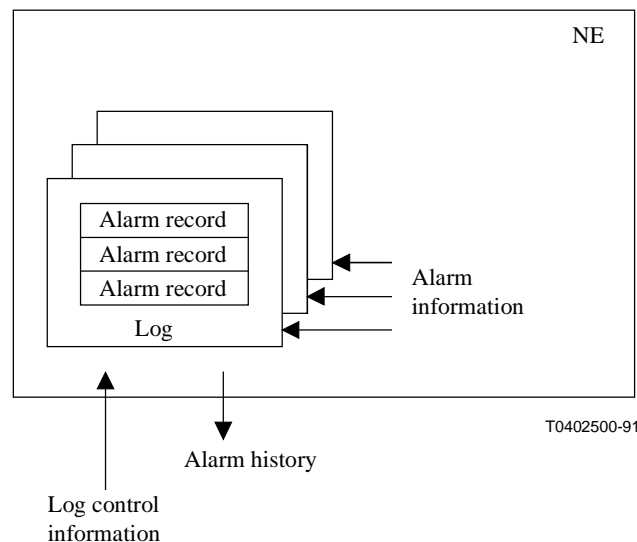 NE
Alarm record
Alarm record
Alarm record
Log
Alarm
information
T0402500-91
Alarm history
Log control
information